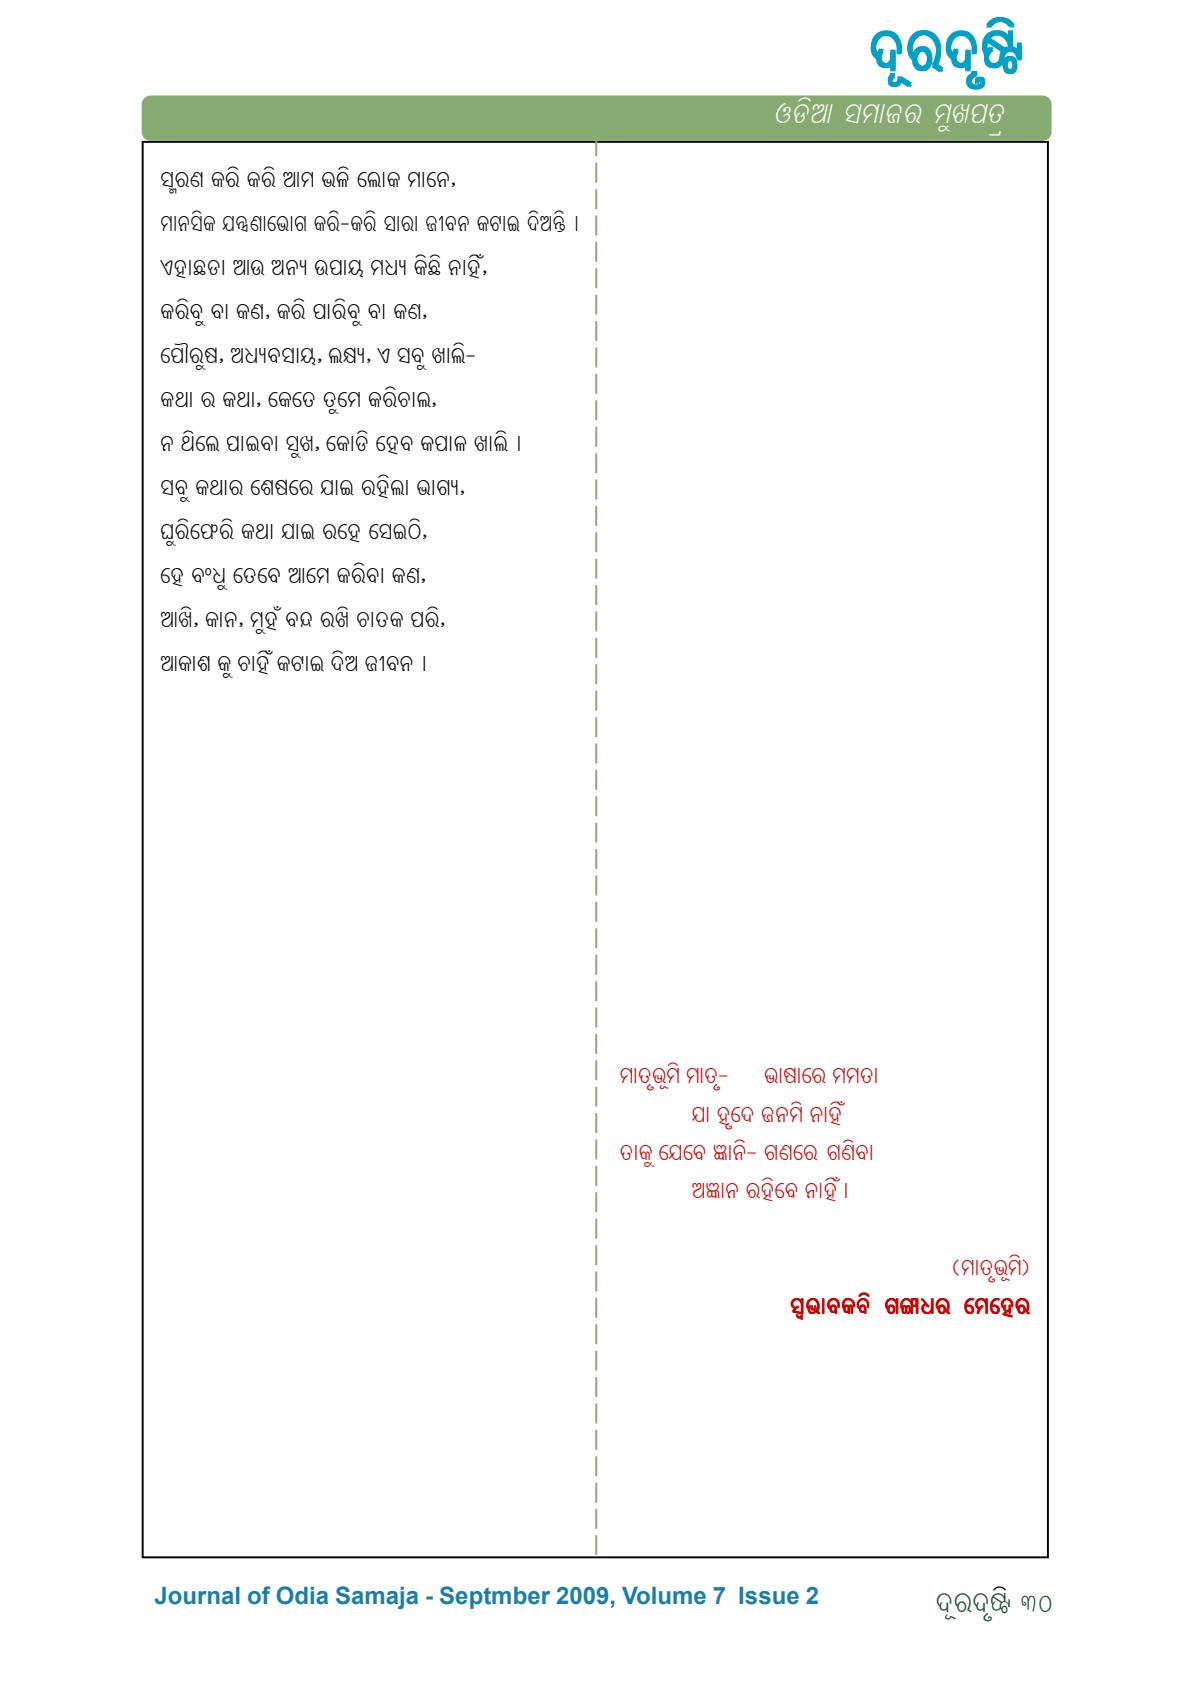 ଦୂରଦୃଷ୍ଟି
ଓଡିଆ ସମାଜର ମୁଖପତ୍ର
ସ୍ମରଣ କରି କରି ଆମ ଭଳି ଲୋକ ମାନେ,
ମାନସିକ ଯନ୍ତ୍ରଣାଭୋଗ କରି-କରି ସାରା ଜୀବନ କଟାଇ ଦିଅନ୍ତି ।
ଏହାଛଡା ଆଉ ଅନ୍ୟ ଉପାୟ ମଧ୍ୟ କିଛି ନାହିଁ,
କରିବୁ ବା କଣ, କରି ପାରିବୁ ବା କଣ,
ପୌରୁଷ, ଅଧ୍ୟବସାୟ, ଲକ୍ଷ୍ୟ, ଏ ସବୁ ଖାଲି-
କଥା ର କଥା, କେତେ ତୁମେ କରିଚାଲ,
ନ ଥିଲେ ପାଇବା ସୁଖ, କୋଡି ହେବ କପାଳ ଖାଲି ।
ସବୁ କଥାର ଶେଷରେ ଯାଇ ରହିଲା ଭାଗ୍ୟ,
ଘୁରିଫେରି କଥା ଯାଇ ରହେ ସେଇଠି,
ହେ ବଂଧୁ ତେବେ ଆମେ କରିବା କଣ,
ଆଖି, କାନ, ମୁହଁ ବନ୍ଦ ରଖି ଚାତକ ପରି,
ଆକାଶ କୁ ଚାହିଁ କଟାଇ ଦିଅ ଜୀବନ ।
ମାତୃଭୂମି ମାତୃ- ଭାଷାରେ ମମତା
ଯା ହୃଦେ ଜନମି ନାହିଁ
ତାକୁ ଯେବେ ଜ୍ଞାନି- ଗଣରେ ଗଣିବା
ଅଜ୍ଞାନ ରହିବେ ନାହିଁ ।
(ମାତୃଭୂମି)
ସ୍ୱଭାବକବି ଗଙ୍ଗାଧର ମେହେର
Journal of Odia Samaja - Septmber 2009, Volume 7 Issue 2
ଦୂରଦୃଷ୍ଟି ୩୦